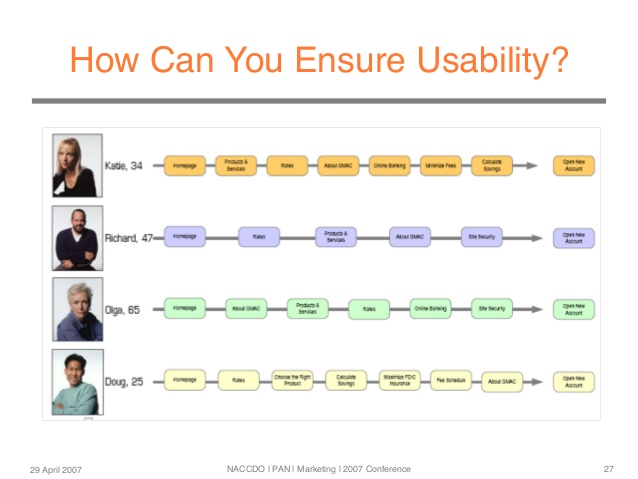 How Can You Ensure Usability?
Katie, 34
Homepage
Products &
Services
Rates
About GMAC
Online Banking
Minimize Fees
Calculate
Savings
Open New
Account
Richard, 47
Homepage
Rates
Products &
Services
About GMAC
Site Security
Open New
Account
Olga, 65
Homepage
About GMAC
Products &
Services
Rates
Online Banking
Site Security
Open New
Account
Doug, 25
Homepage
Rates
Choose the Right
Product
Calculate
Savings
Maximize FDIC
Insurance
Fee Schedule
About GMAC
Open New
Account
29 April 2007
NACCDO | PAN | Marketing | 2007 Conference
27